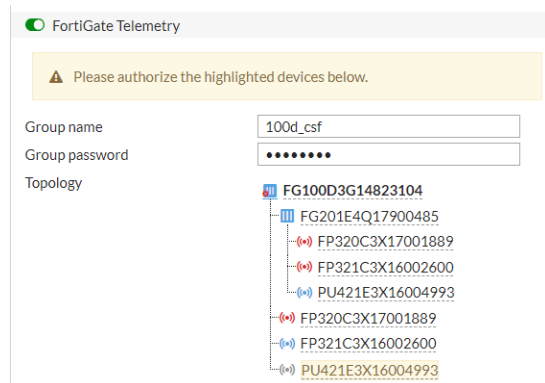 FortiGate Telemetry
Please authorize the highlighted devices below.
Group name 100d_csf
Group password ••••••••
Topology
FG100D3G14823104
FG201E4Q17900485
FP320C3X17001889
FP321C3X16002600
PU421E3X16004993
FP320C3X17001889
FP321C3X16002600
PU421E3X16004993